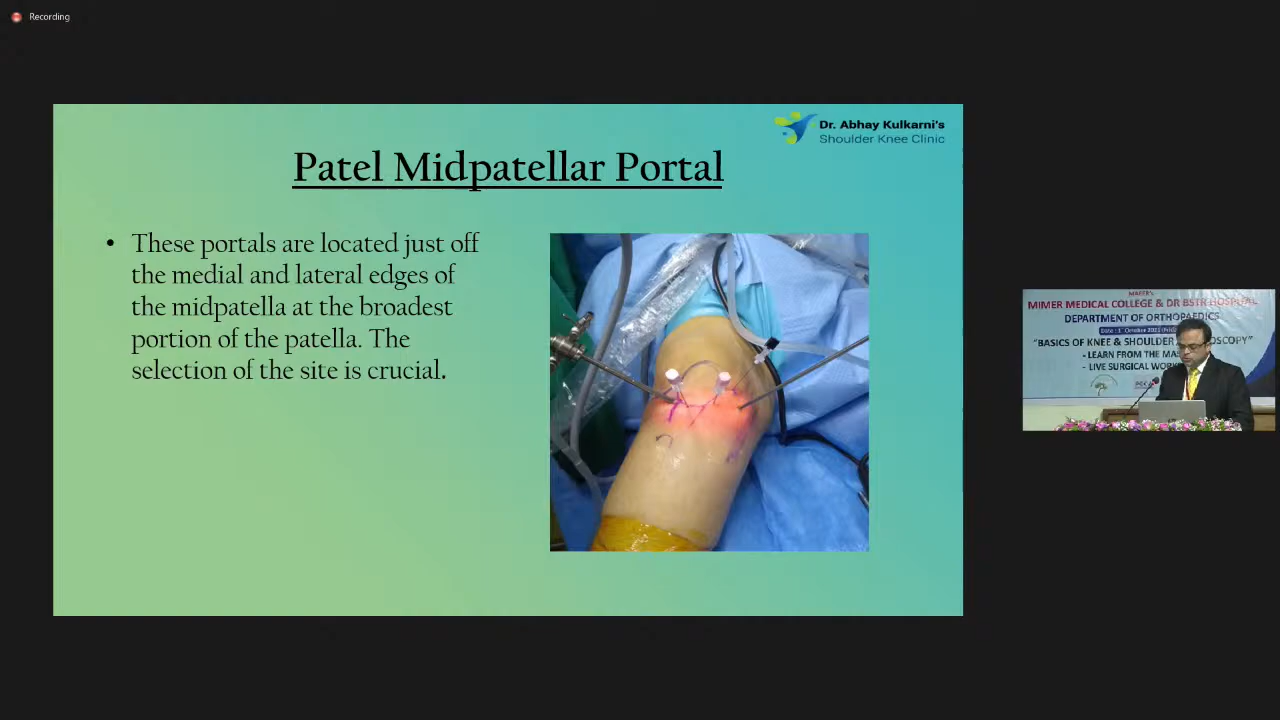 Recording
Dr. Abhay Kulkarni's
Shoulder Knee Clinic
Patel Midpatellar Portal
• These portals are located just off
the medial and lateral edges of
the midpatella at the broadest
portion of the patella. The
selection of the site is crucial.
MAEER's
MIMER MEDICAL COLLEGE & DR BSTR HOSPITAL
DEPARTMENT OF ORTHOPAEDICS
"BASICS OF KNEE & SHOULDER
- LEARN FROM THE
- LIVE SURGICAL